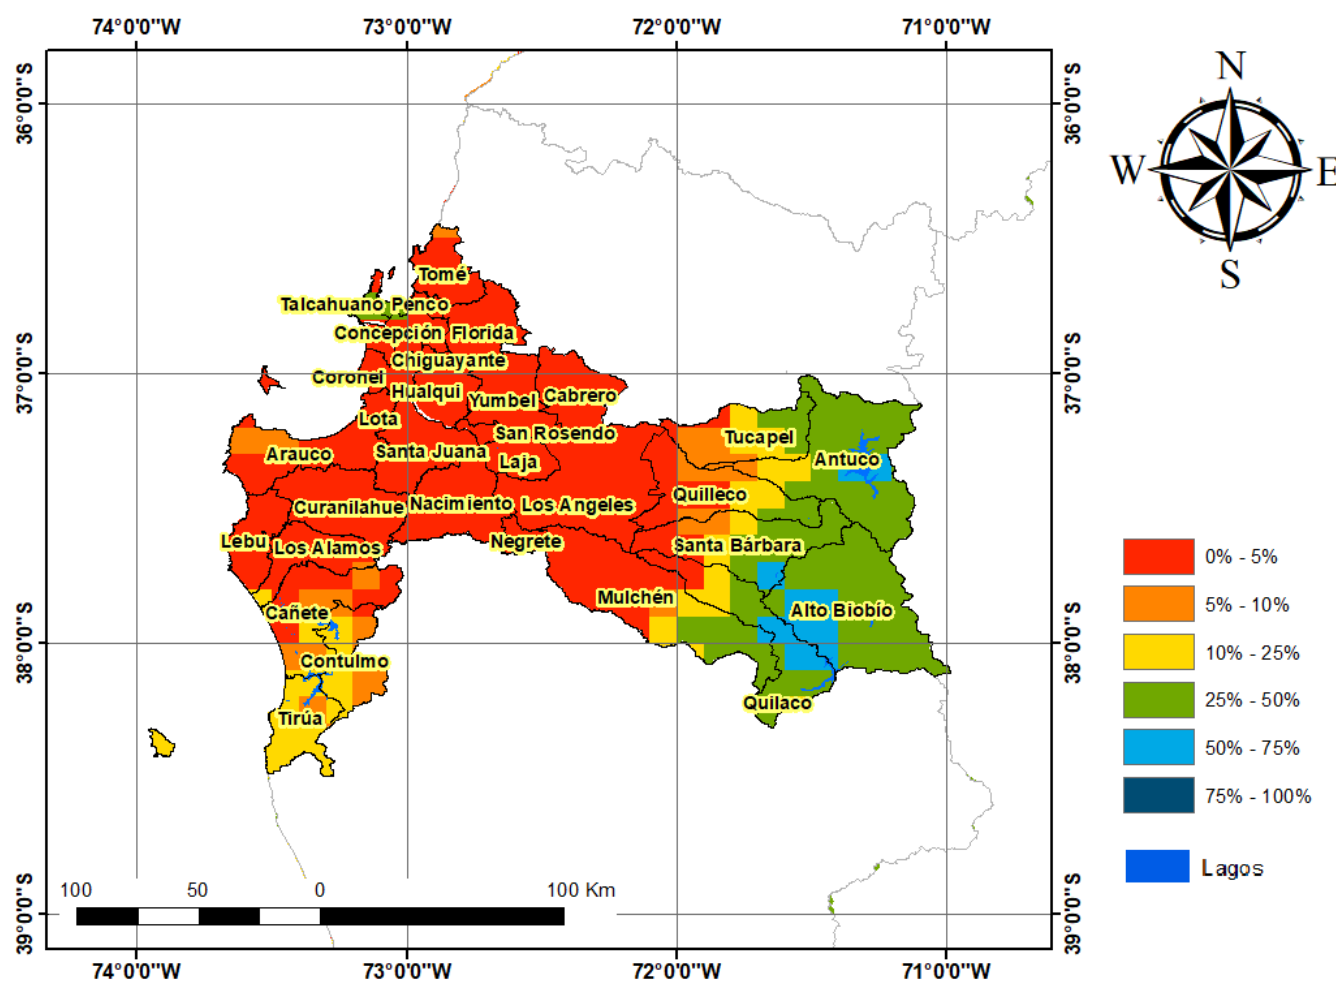 74°0'0"W 73°0'0"W 72°0'0"W 71°0'0"W
36°0'0"S
36°0'0"S
37°0'0"S
37°0'0"S
38°0'0"S
38°0'0"S
39°0'0"S
39°0'0"S
N
W E
S
Tomé
Talcahuano Penco
Concepción Florida
Chiguayante
Coronel
Hualqui
Yumbel Cabrero
Lota
San Rosendo
Tucapel
Arauco
Santa Juana
Laja
Antuco
Quilleco
Curanilahue Nacimiento Los Angeles
Lebu Los Alamos
Negrete
Santa Bárbara
Mulchén
Cañete
Alto Biobío
Contulmo
Quilaco
Tirúa
0% - 5%
5% - 10%
10% - 25%
25% - 50%
50% - 75%
75% - 100%
Lagos
100 50 0 100 Km
74°0'0"W 73°0'0"W 72°0'0"W 71°0'0"W